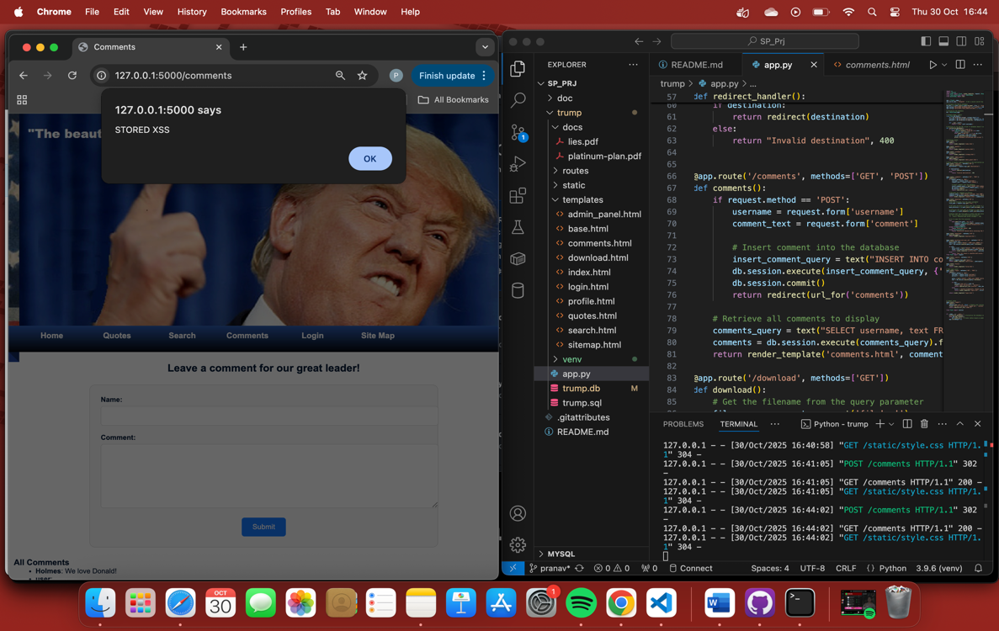 Chrome File Edit View History Bookmarks Profiles Tab Window Help Thu 30 Oct 16:44
Comments
127.0.0.1:5000/comments P Finish update
All Bookmarks
127.0.0.1:5000 says
STORED XSS
OK
"The beaut
Home Quotes Search Comments Login Site Map
Leave a comment for our great leader!
Name:
Comment:
Submit
All Comments
Holmes: We love Donald!
user:
SP_Prj
EXPLORER
SP_PRJ
doc
trump
docs
lies.pdf
platinum-plan.pdf
routes
static
templates
admin_panel.html
base.html
comments.html
download.html
index.html
login.html
profile.html
quotes.html
search.html
sitemap.html
venv
app.py
trump.db M
trump.sql
.gitattributes
README.md
MYSQL
1
README.md app.py comments.html
trump > app.py > ...
57 def redirect_handler():
60 if destination:
61 return redirect(destination)
62 else:
63 return "Invalid destination", 400
64
65
66 @app.route('/comments', methods=['GET', 'POST'])
67 def comments():
68 if request.method == 'POST':
69 username = request.form['username']
70 comment_text = request.form['comment']
71
72 # Insert comment into the database
73 insert_comment_query = text("INSERT INTO co
74 db.session.execute(insert_comment_query, {'
75 db.session.commit()
76 return redirect(url_for('comments'))
77
78 # Retrieve all comments to display
79 comments_query = text("SELECT username, text FR
80 comments = db.session.execute(comments_query).f
81 return render_template('comments.html', comment
82
83 @app.route('/download', methods=['GET'])
84 def download():
85 # Get the filename from the query parameter
PROBLEMS TERMINAL Python - trump
127.0.0.1 - - [30/Oct/2025 16:40:58] "GET /static/style.css HTTP/1.
1" 304 -
127.0.0.1 - - [30/Oct/2025 16:41:05] "POST /comments HTTP/1.1" 302
-
127.0.0.1 - - [30/Oct/2025 16:41:05] "GET /comments HTTP/1.1" 200 -
127.0.0.1 - - [30/Oct/2025 16:41:05] "GET /static/style.css HTTP/1.
1" 304 -
127.0.0.1 - - [30/Oct/2025 16:44:02] "POST /comments HTTP/1.1" 302
-
127.0.0.1 - - [30/Oct/2025 16:44:02] "GET /comments HTTP/1.1" 200 -
127.0.0.1 - - [30/Oct/2025 16:44:02] "GET /static/style.css HTTP/1.
1" 304 -
pranav* 0 0 0 Connect Spaces: 4 UTF-8 CRLF Python 3.9.6 (venv)
OCT
30
1